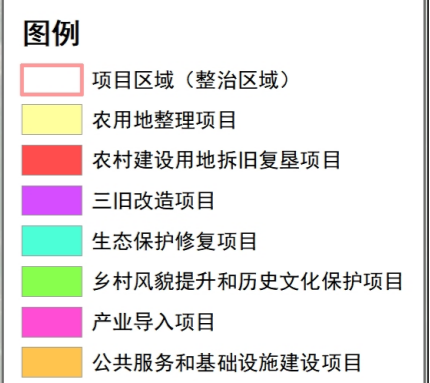 图例
项目区域（整治区域）
农用地整理项目
农村建设用地拆旧复垦项目
三旧改造项目
生态保护修复项目
乡村风貌提升和历史文化保护项目
产业导入项目
公共服务和基础设施建设项目